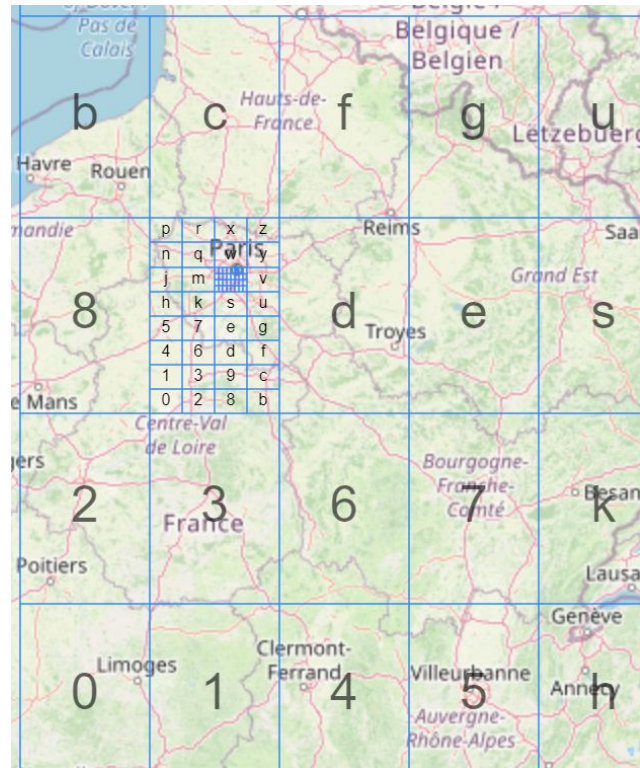 Pas de
Calais
Belgique /
Belgien
b
c
Hauts-de-
France
f
g
u
Letzebuerg
Havre
Rouen
mandie
p
r
x
z
Reims
Saa
n
q
w
y
Paris
j
m
v
Grand Est
8
h
k
s
u
d
e
s
5
7
e
g
Troyes
4
6
d
f
1
3
9
c
e Mans
0
2
8
b
Centre-Val
de Loire
gers
Bourgogne-
Franche-
Comté
2
3
6
7
k
Besan
France
Poitiers
Lausa
Genève
Clermont-
Ferrand
Limoges
Villeurbanne
0
1
4
5
h
Annecy
Auvergne-
Rhône-Alpes